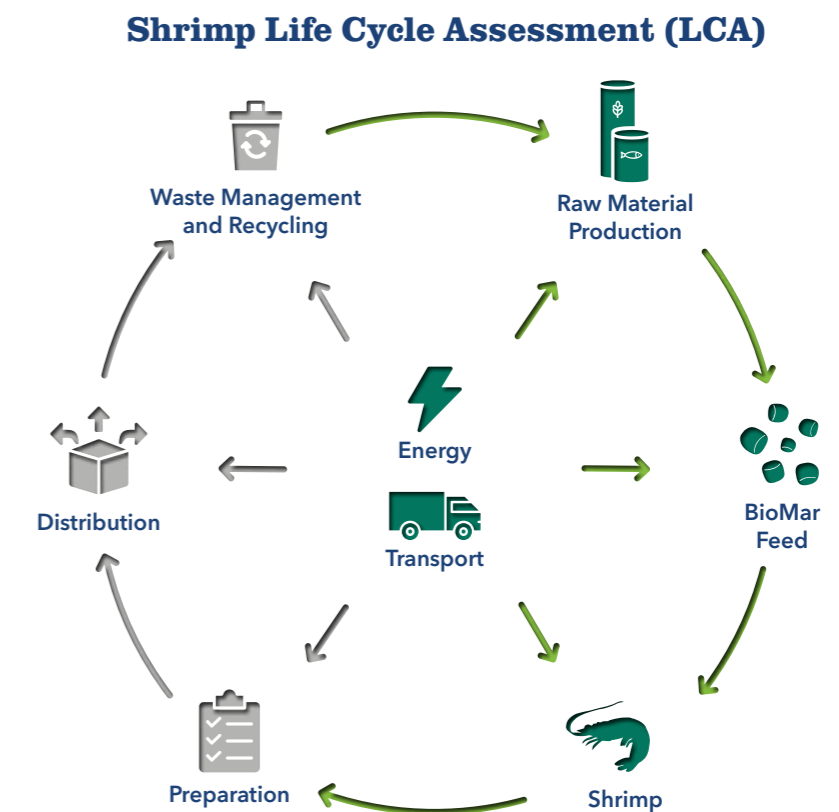 Shrimp Life Cycle Assessment (LCA)
Waste Management
and Recycling
Raw Material
Production
Energy
Transport
BioMar
Feed
Distribution
Preparation
Shrimp